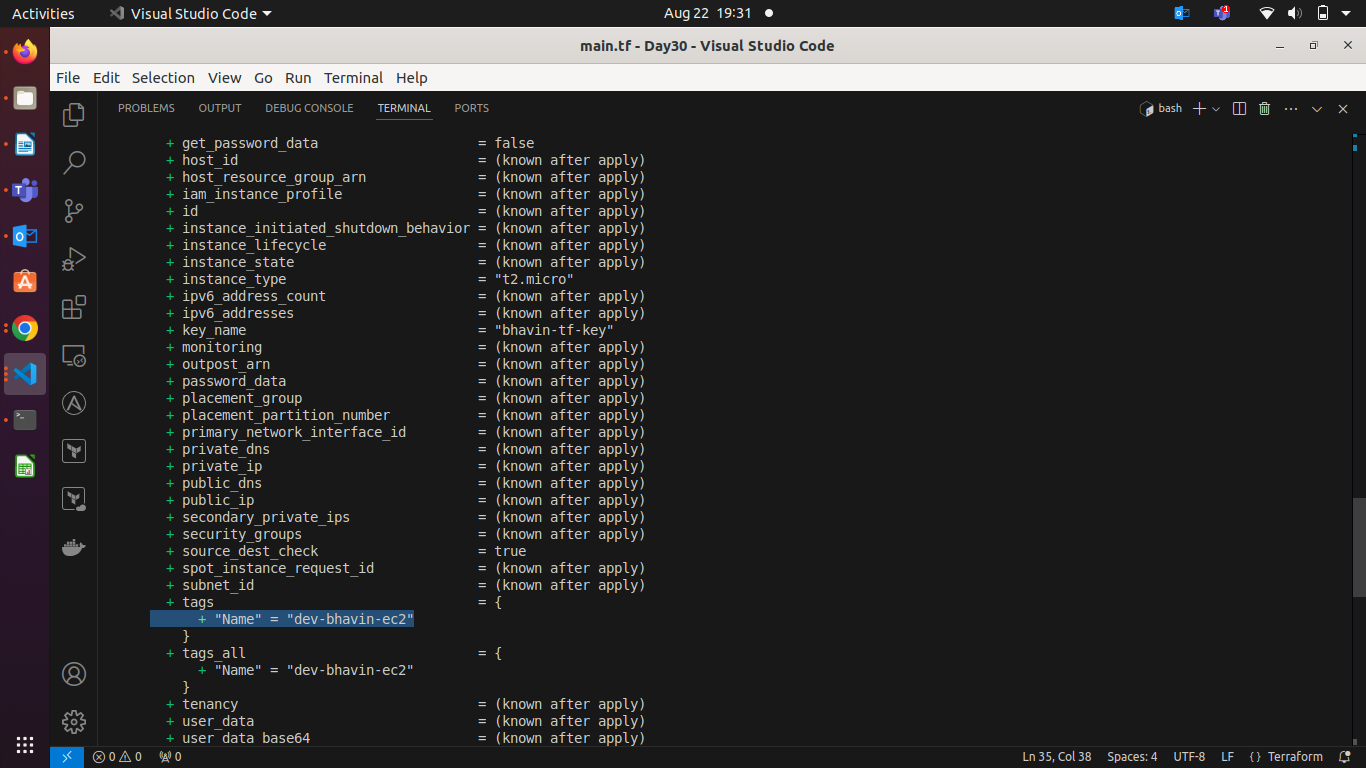 Activities Visual Studio Code Aug 22 19:31 1
main.tf - Day30 - Visual Studio Code
File Edit Selection View Go Run Terminal Help
PROBLEMS OUTPUT DEBUG CONSOLE TERMINAL PORTS bash
+ get_password_data = false
+ host_id = (known after apply)
+ host_resource_group_arn = (known after apply)
+ iam_instance_profile = (known after apply)
+ id = (known after apply)
+ instance_initiated_shutdown_behavior = (known after apply)
+ instance_lifecycle = (known after apply)
+ instance_state = (known after apply)
+ instance_type = "t2.micro"
+ ipv6_address_count = (known after apply)
+ ipv6_addresses = (known after apply)
+ key_name = "bhavin-tf-key"
+ monitoring = (known after apply)
+ outpost_arn = (known after apply)
+ password_data = (known after apply)
+ placement_group = (known after apply)
+ placement_partition_number = (known after apply)
+ primary_network_interface_id = (known after apply)
+ private_dns = (known after apply)
+ private_ip = (known after apply)
+ public_dns = (known after apply)
+ public_ip = (known after apply)
+ secondary_private_ips = (known after apply)
+ security_groups = (known after apply)
+ source_dest_check = true
+ spot_instance_request_id = (known after apply)
+ subnet_id = (known after apply)
+ tags = {
+ "Name" = "dev-bhavin-ec2"
}
+ tags_all = {
+ "Name" = "dev-bhavin-ec2"
}
+ tenancy = (known after apply)
+ user_data = (known after apply)
+ user_data_base64 = (known after apply)
0 0 0 Ln 35, Col 38 Spaces: 4 UTF-8 LF {} Terraform